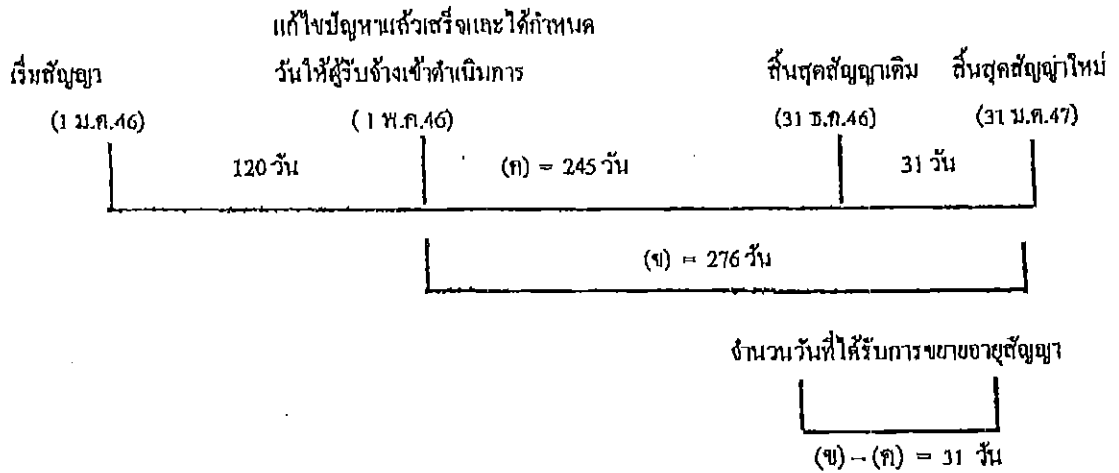 แก้ไขปัญหาแล้วเสร็จและได้กำหนด
เริ่มสัญญา วันให้ผู้รับจ้างเข้าดำเนินการ สิ้นสุดสัญญาเดิม สิ้นสุดสัญญาใหม่
(1 ม.ค.46) (1 พ.ค.46) (31 ธ.ค.46) (31 ม.ค.47)
120 วัน (ค) = 245 วัน 31 วัน
(ข) = 276 วัน
จำนวนวันที่ได้รับการขยายอายุสัญญา
(ข) – (ค) = 31 วัน